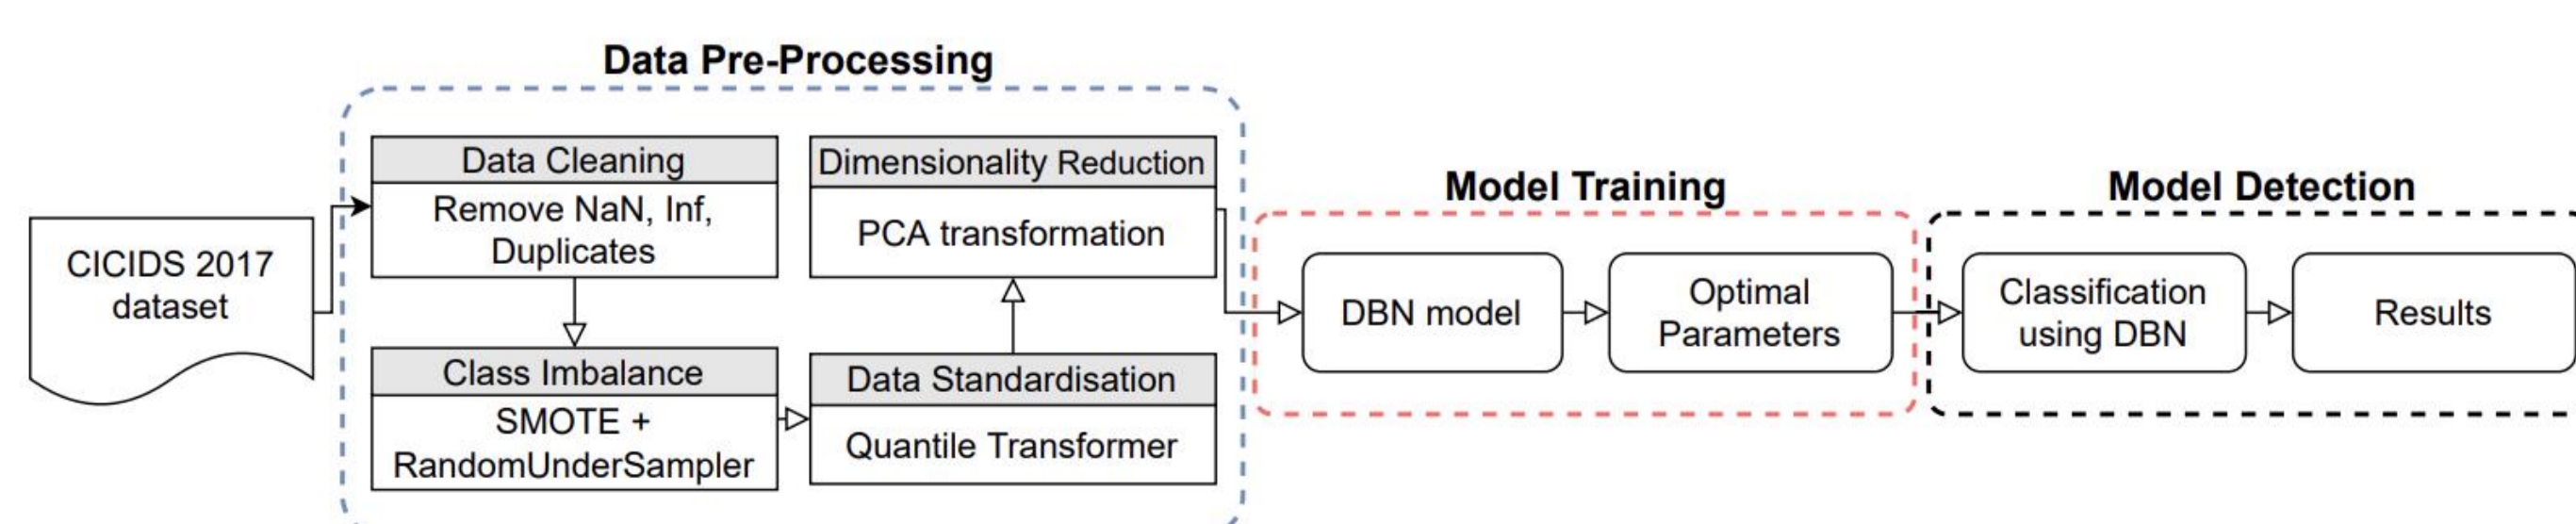 Data Pre-Processing
CICIDS 2017
dataset
Data Cleaning
Remove NaN, Inf,
Duplicates
Class Imbalance
SMOTE +
RandomUnderSampler
Data Standardisation
Quantile Transformer
Dimensionality Reduction
PCA transformation
Model Training
DBN model
Optimal
Parameters
Model Detection
Classification
using DBN
Results